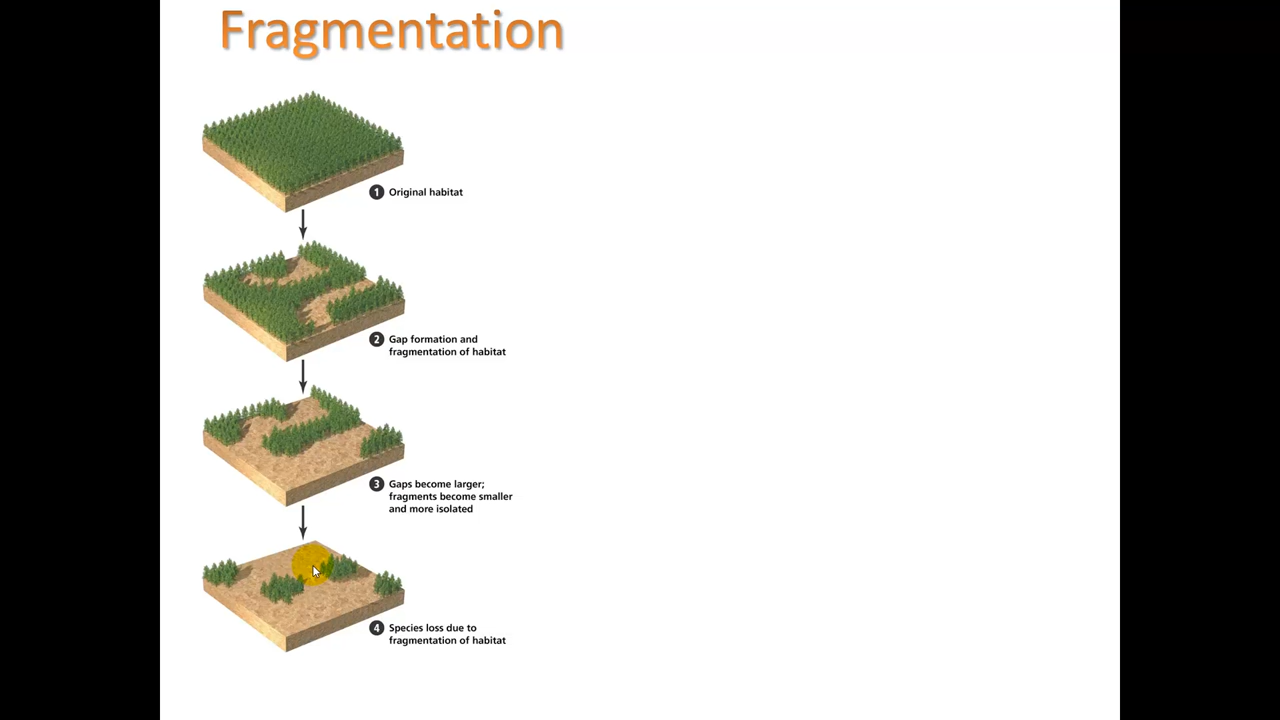 Fragmentation
1 Original habitat
2 Gap formation and
fragmentation of habitat
3 Gaps become larger;
fragments become smaller
and more isolated
4 Species loss due to
fragmentation of habitat